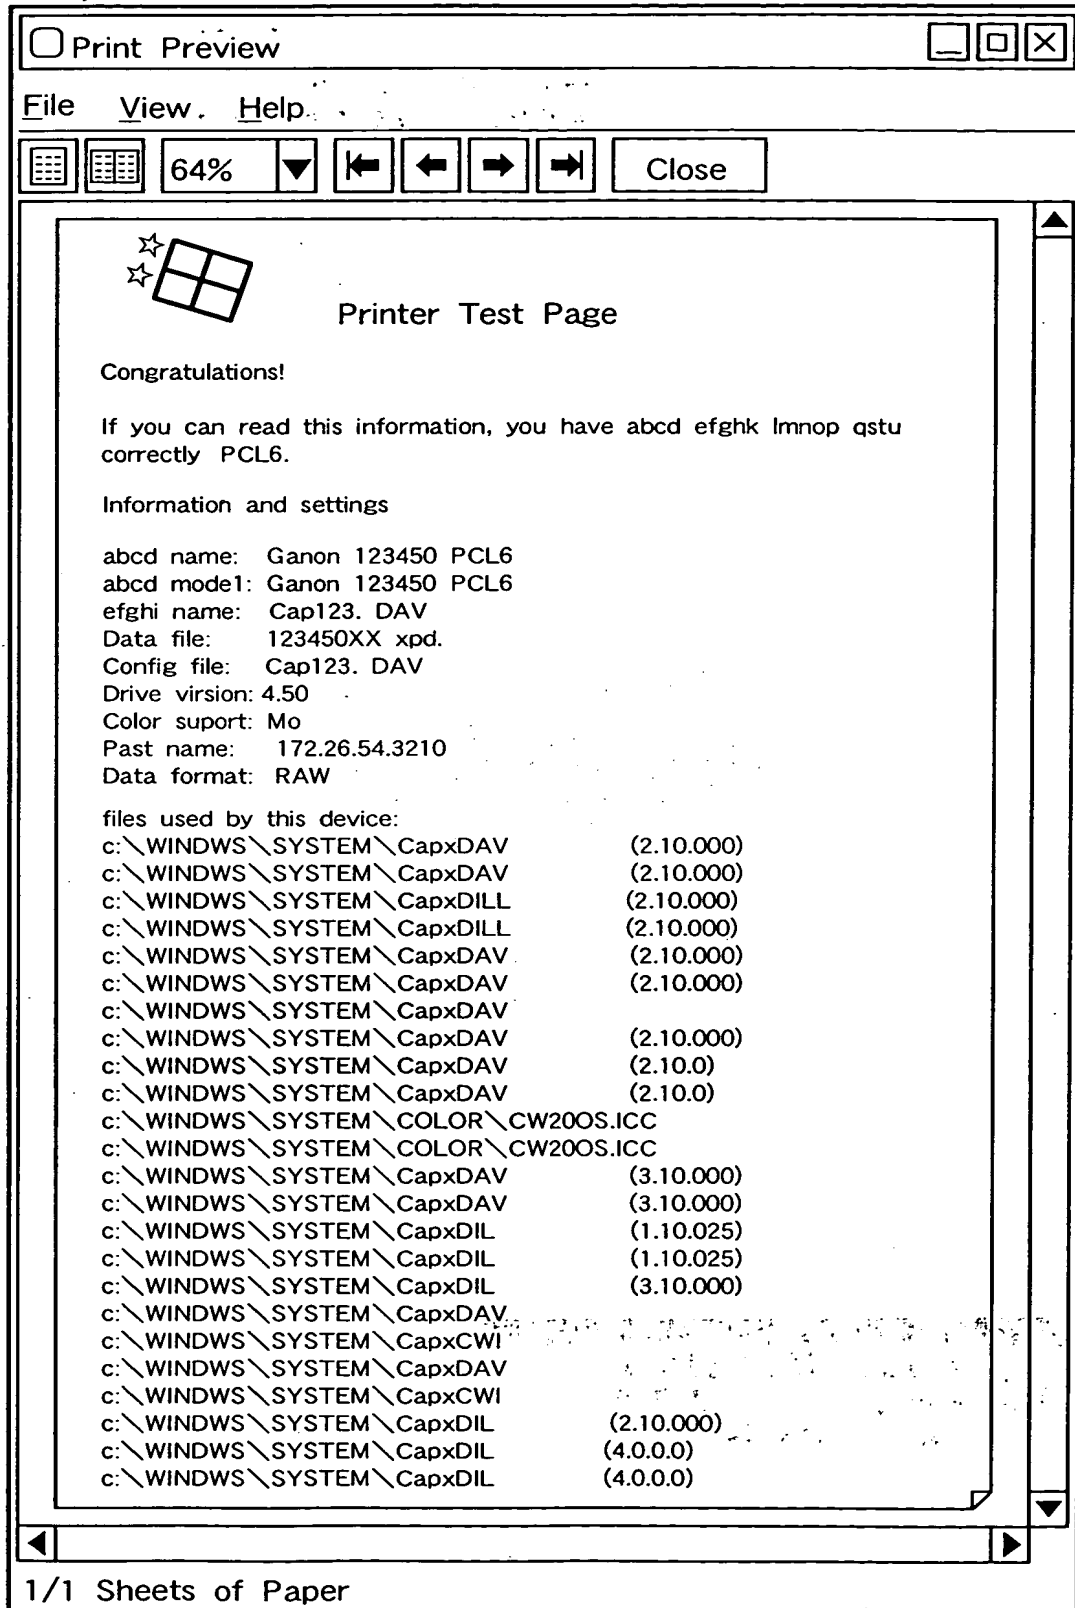 Print Preview
File View Help
64% Close
Printer Test Page
Congratulations!
If you can read this information, you have abcd efghk lmnop qstu
correctly PCL6.
Information and settings
abcd name: Ganon 123450 PCL6
abcd mode1: Ganon 123450 PCL6
efghi name: Cap123. DAV
Data file: 123450XX xpd.
Config file: Cap123. DAV
Drive virsion: 4.50
Color suport: Mo
Past name: 172.26.54.3210
Data format: RAW
files used by this device:
c:\WINDWS\SYSTEM\CapxDAV (2.10.000)
c:\WINDWS\SYSTEM\CapxDAV (2.10.000)
c:\WINDWS\SYSTEM\CapxDILL (2.10.000)
c:\WINDWS\SYSTEM\CapxDILL (2.10.000)
c:\WINDWS\SYSTEM\CapxDAV (2.10.000)
c:\WINDWS\SYSTEM\CapxDAV (2.10.000)
c:\WINDWS\SYSTEM\CapxDAV
c:\WINDWS\SYSTEM\CapxDAV (2.10.000)
c:\WINDWS\SYSTEM\CapxDAV (2.10.0)
c:\WINDWS\SYSTEM\CapxDAV (2.10.0)
c:\WINDWS\SYSTEM\COLOR\CW20OS.ICC
c:\WINDWS\SYSTEM\COLOR\CW20OS.ICC
c:\WINDWS\SYSTEM\CapxDAV (3.10.000)
c:\WINDWS\SYSTEM\CapxDAV (3.10.000)
c:\WINDWS\SYSTEM\CapxDIL (1.10.025)
c:\WINDWS\SYSTEM\CapxDIL (1.10.025)
c:\WINDWS\SYSTEM\CapxDIL (3.10.000)
c:\WINDWS\SYSTEM\CapxDAV
c:\WINDWS\SYSTEM\CapxCWI
c:\WINDWS\SYSTEM\CapxDAV
c:\WINDWS\SYSTEM\CapxCWI
c:\WINDWS\SYSTEM\CapxDIL (2.10.000)
c:\WINDWS\SYSTEM\CapxDIL (4.0.0.0)
c:\WINDWS\SYSTEM\CapxDIL (4.0.0.0)
1/1 Sheets of Paper